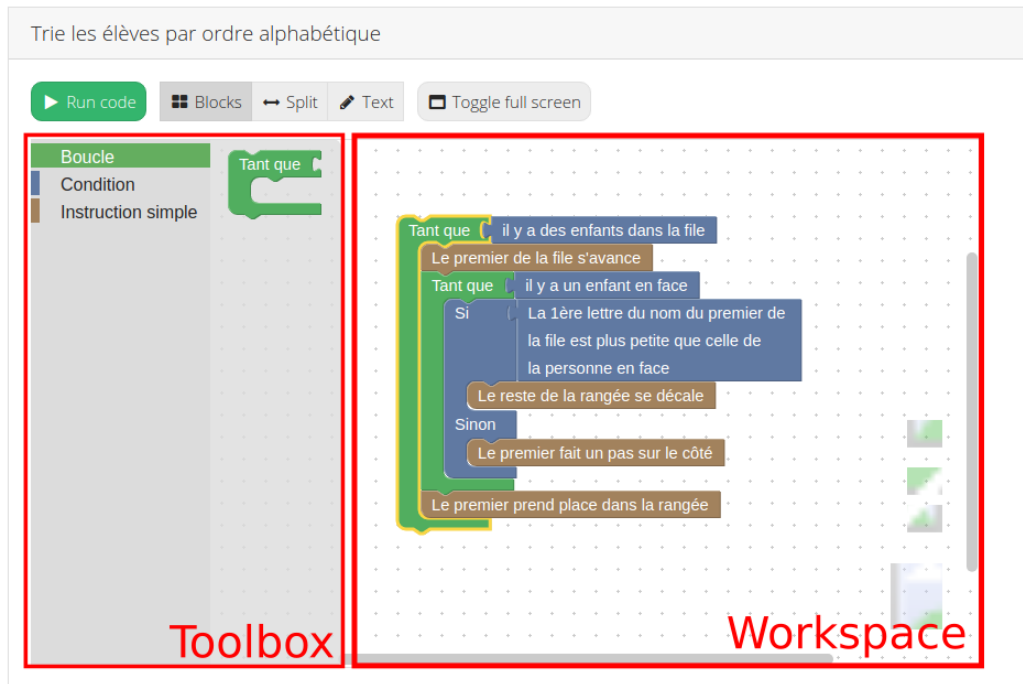 Trie les élèves par ordre alphabétique
Run code Blocks Split Text Toggle full screen
Boucle
Condition
Instruction simple
Tant que
Tant que il y a des enfants dans la file
Le premier de la file s'avance
Tant que il y a un enfant en face
Si La 1ère lettre du nom du premier de
la file est plus petite que celle de
la personne en face
Le reste de la rangée se décale
Sinon
Le premier fait un pas sur le côté
Le premier prend place dans la rangée
Toolbox
Workspace